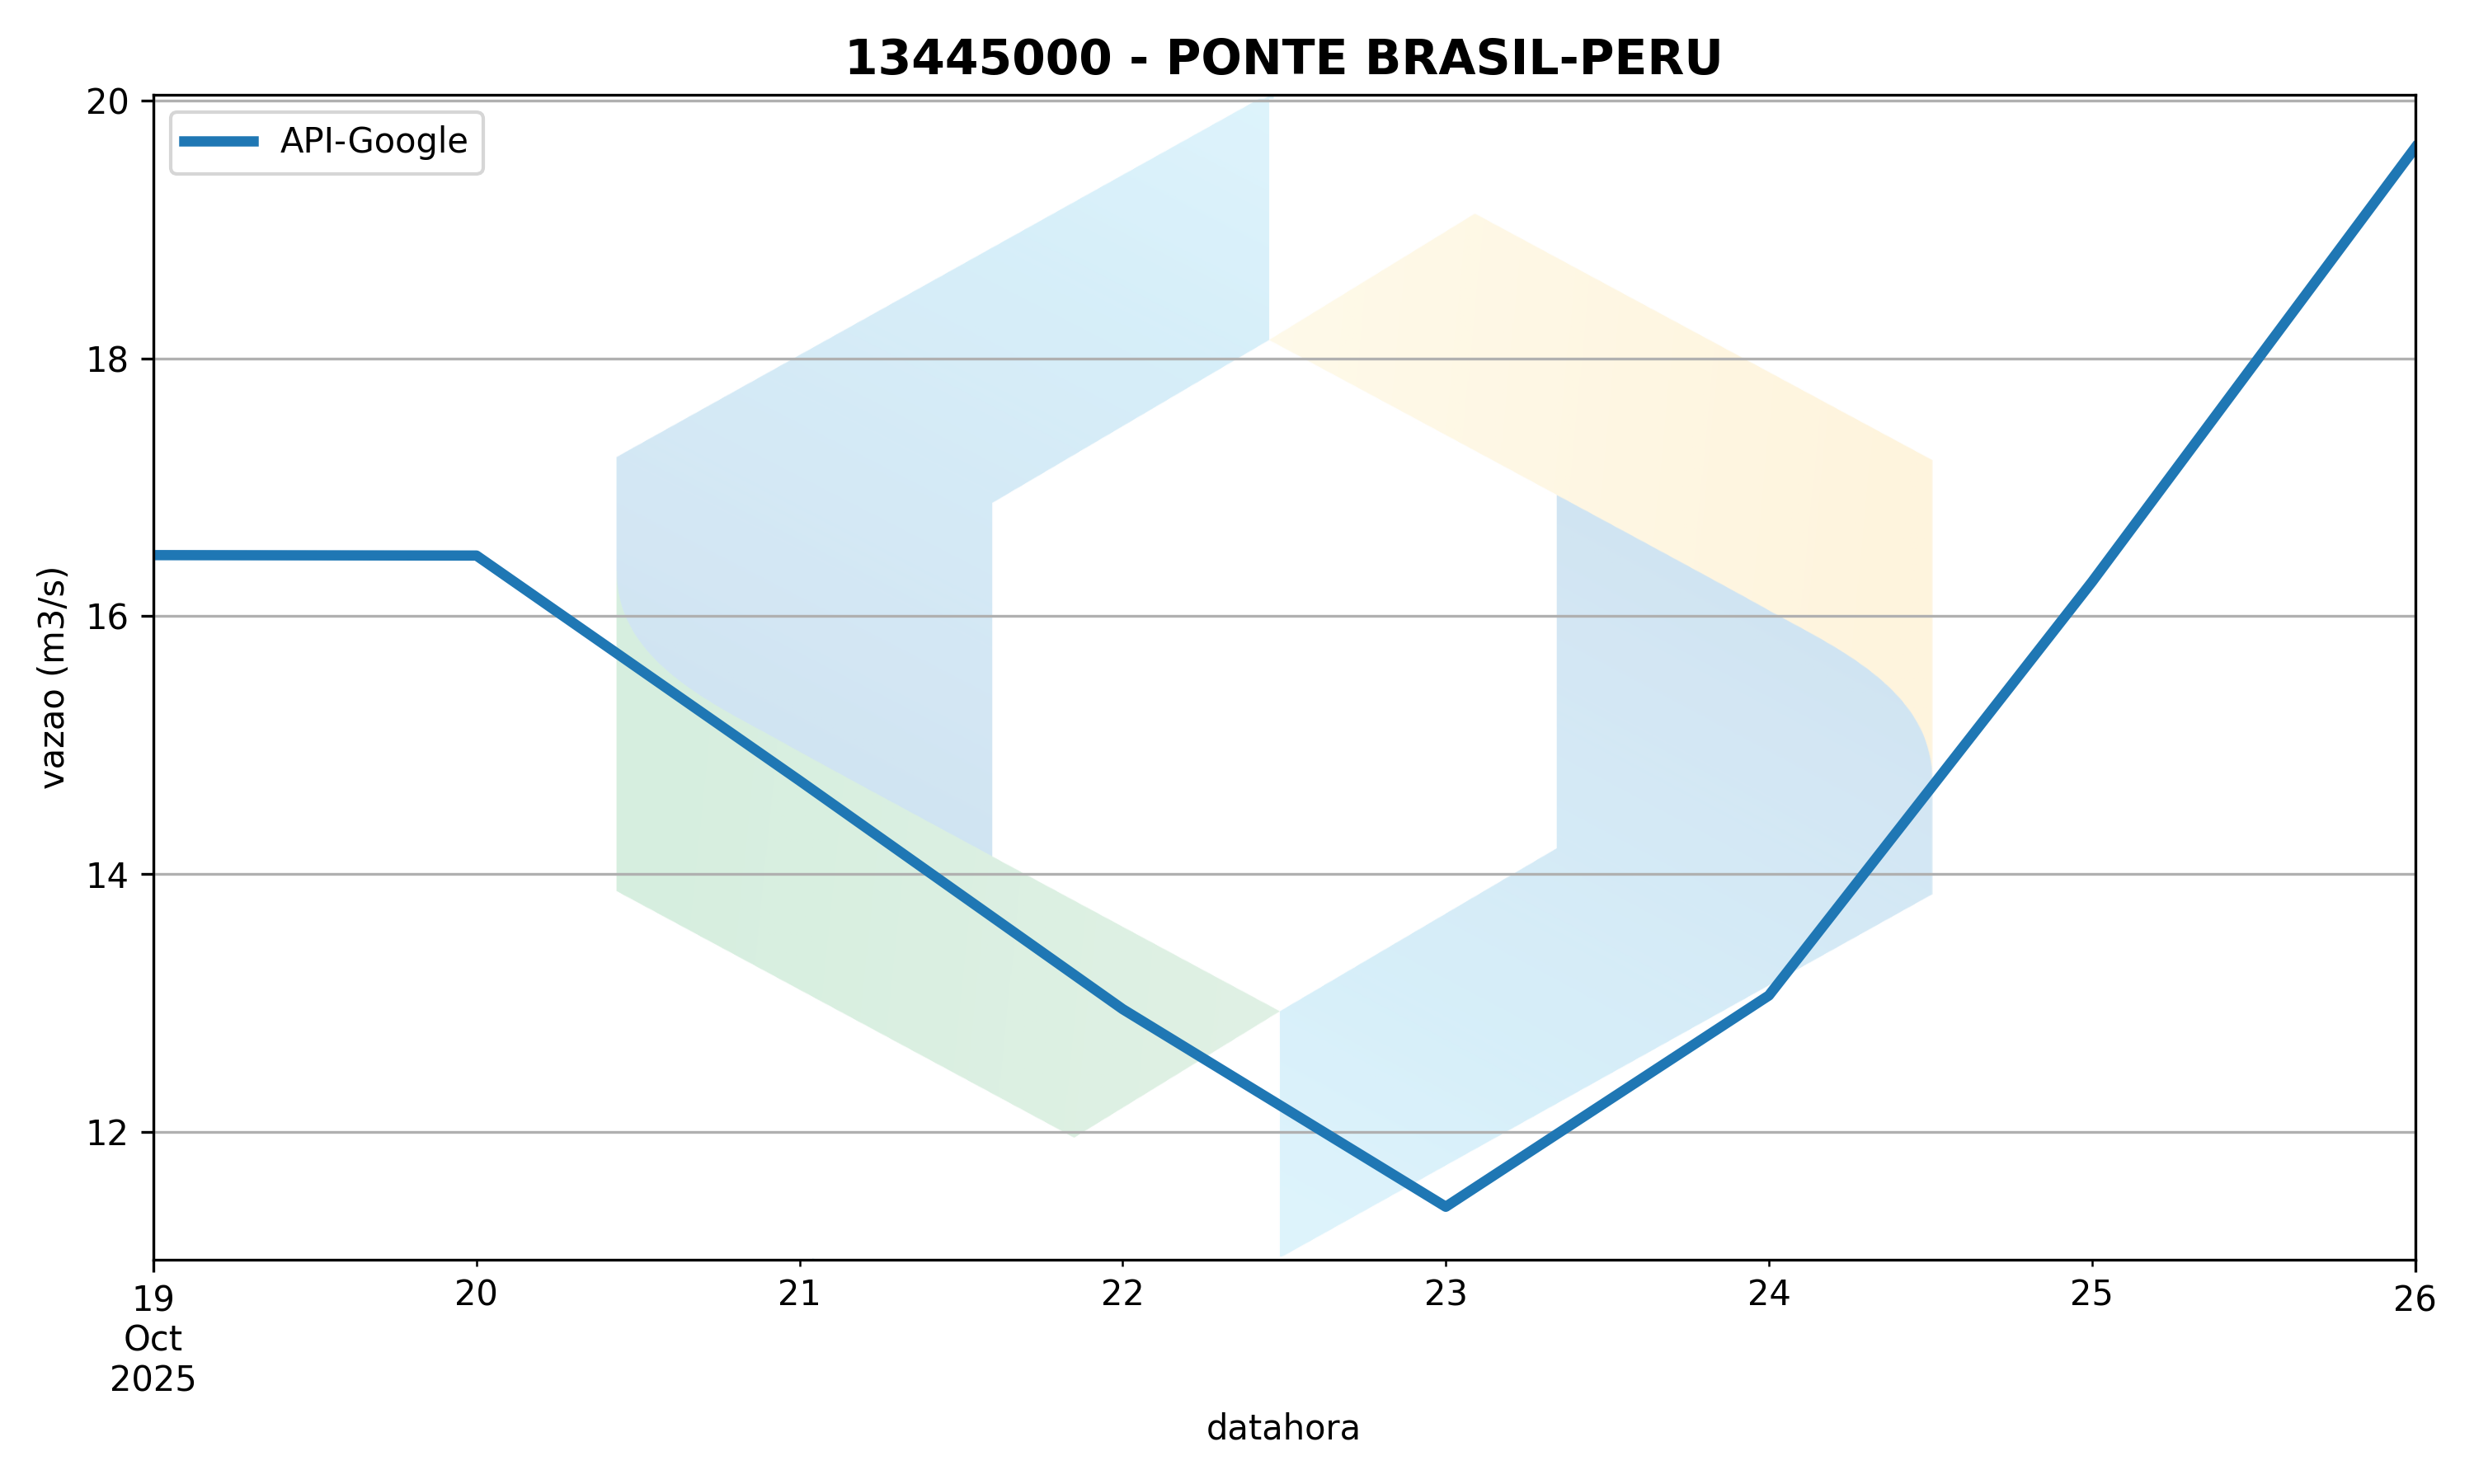 13445000 - PONTE BRASIL-PERU
API-Google
vazao (m3/s)
20
18
16
14
12
19 20 21 22 23 24 25 26
Oct
2025
datahora